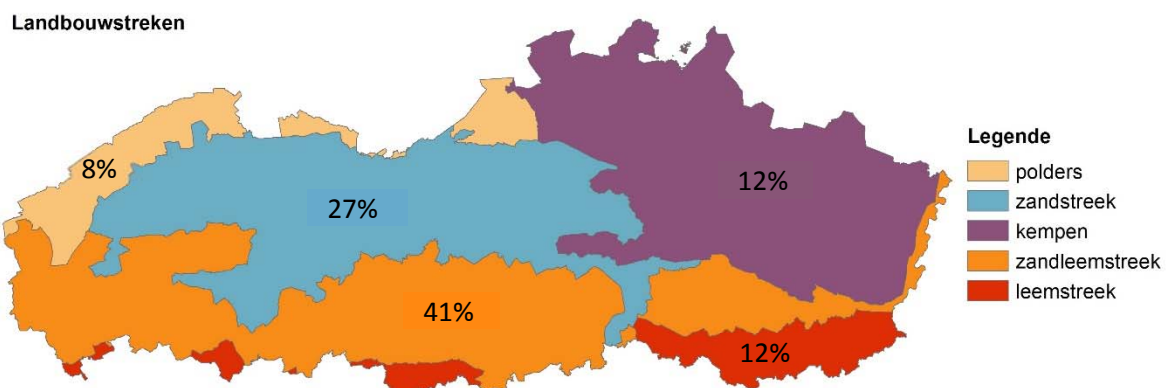 Landbouwstreken
8%
27%
12%
41%
12%
Legende
polders
zandstreek
kempen
zandleemstreek
leemstreek